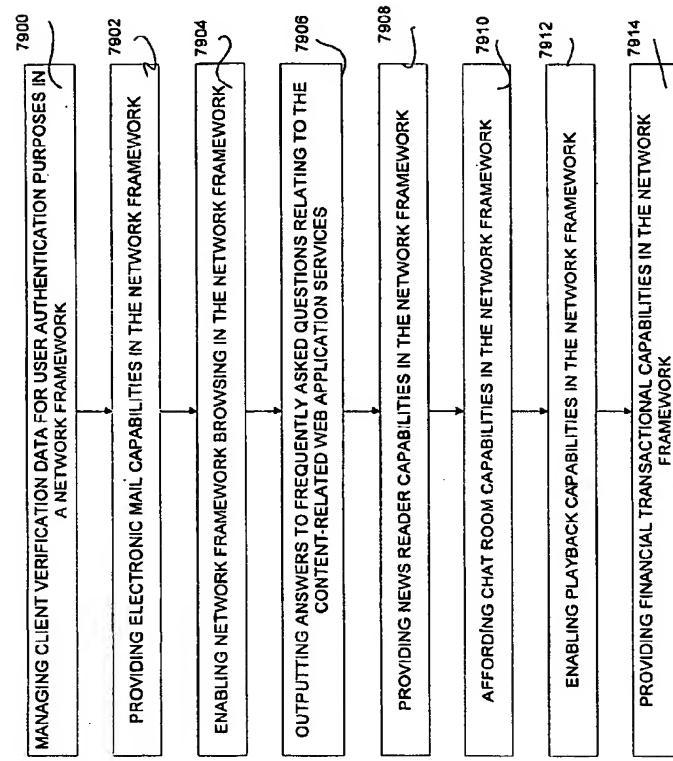 7900
MANAGING CLIENT VERIFICATION DATA FOR USER AUTHENTICATION PURPOSES IN
A NETWORK FRAMEWORK
7902
PROVIDING ELECTRONIC MAIL CAPABILITIES IN THE NETWORK FRAMEWORK
7904
ENABLING NETWORK FRAMEWORK BROWSING IN THE NETWORK FRAMEWORK
7906
OUTPUTTING ANSWERS TO FREQUENTLY ASKED QUESTIONS RELATING TO THE
CONTENT-RELATED WEB APPLICATION SERVICES
7908
PROVIDING NEWS READER CAPABILITIES IN THE NETWORK FRAMEWORK
7910
AFFORDING CHAT ROOM CAPABILITIES IN THE NETWORK FRAMEWORK
7912
ENABLING PLAYBACK CAPABILITIES IN THE NETWORK FRAMEWORK
7914
PROVIDING FINANCIAL TRANSACTIONAL CAPABILITIES IN THE NETWORK
FRAMEWORK